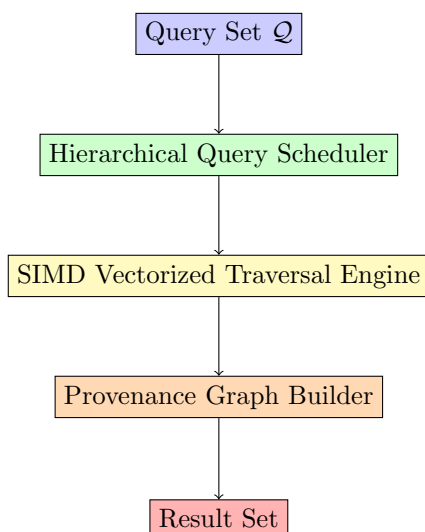 Query Set 𝒬
Hierarchical Query Scheduler
SIMD Vectorized Traversal Engine
Provenance Graph Builder
Result Set